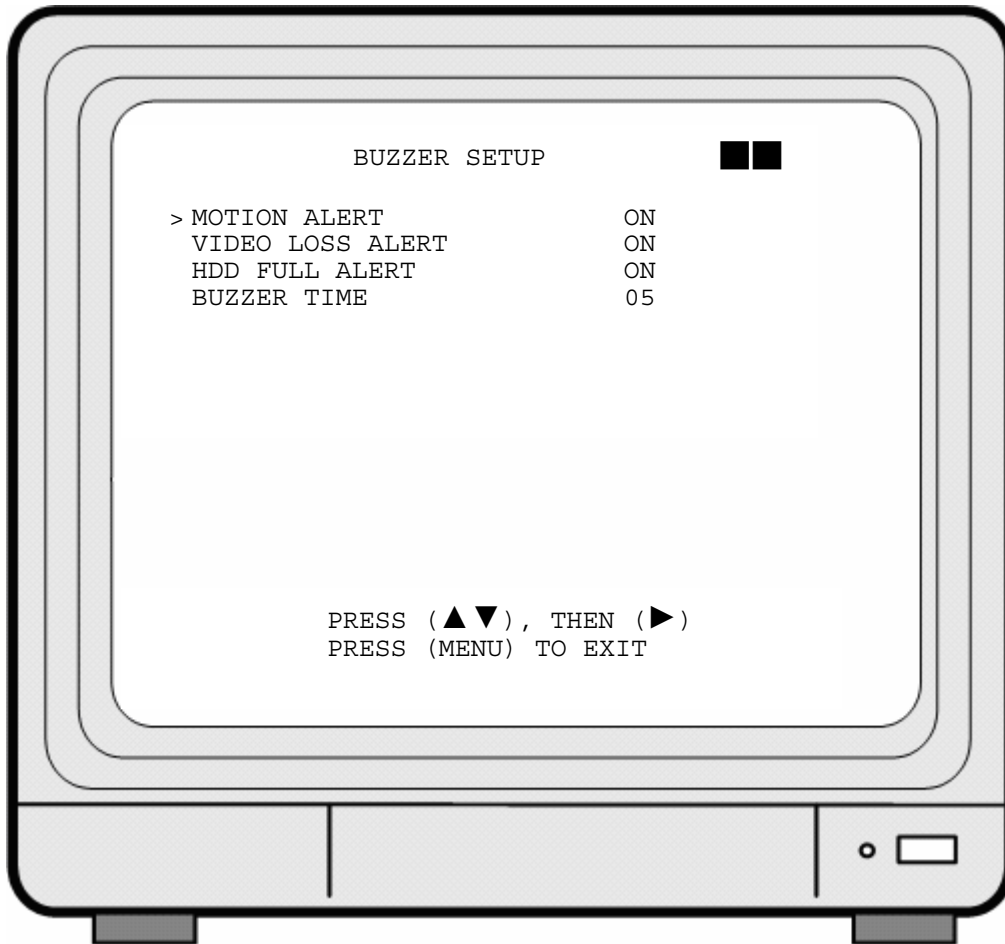 BUZZER SETUP
> MOTION ALERT ON
VIDEO LOSS ALERT ON
HDD FULL ALERT ON
BUZZER TIME 05
PRESS (▲▼), THEN (▶)
PRESS (MENU) TO EXIT